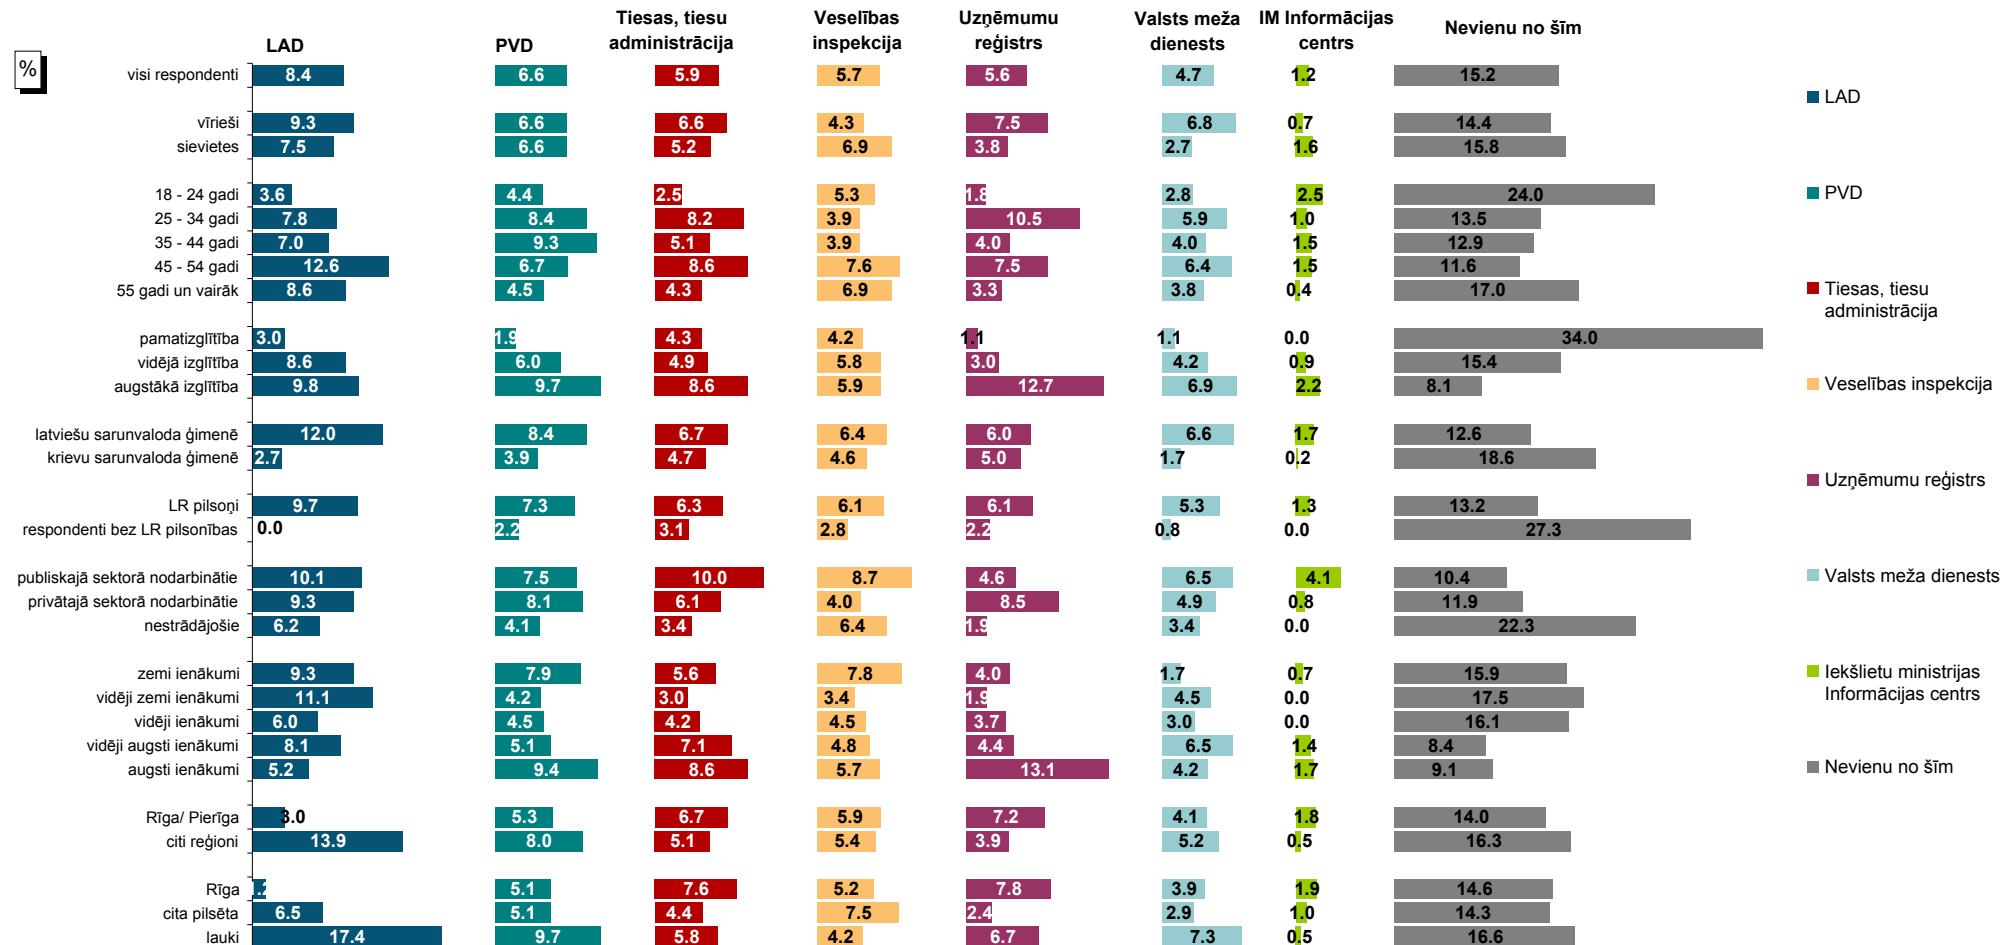 %
LAD
PVD
Tiesas, tiesu
administrācija
Veselības
inspekcija
Uzņēmumu
reģistrs
Valsts meža
dienests
IM Informācijas
centrs
Nevienu no šīm
visi respondenti 8.4 6.6 5.9 5.7 5.6 4.7 1.2 15.2
vīrieši 9.3 6.6 6.6 4.3 7.5 6.8 0.7 14.4
sievietes 7.5 6.6 5.2 6.9 3.8 2.7 1.6 15.8
18 - 24 gadi 3.6 4.4 2.5 5.3 1.8 2.8 2.5 24.0
25 - 34 gadi 7.8 8.4 8.2 3.9 10.5 5.9 1.0 13.5
35 - 44 gadi 7.0 9.3 5.1 3.9 4.0 4.0 1.5 12.9
45 - 54 gadi 12.6 6.7 8.6 7.6 7.5 6.4 1.5 11.6
55 gadi un vairāk 8.6 4.5 4.3 6.9 3.3 3.8 0.4 17.0
pamatizglītība 3.0 1.9 4.3 4.2 1.1 1.1 0.0 34.0
vidējā izglītība 8.6 6.0 4.9 5.8 3.0 4.2 0.9 15.4
augstākā izglītība 9.8 9.7 8.6 5.9 12.7 6.9 2.2 8.1
latviešu sarunvaloda ģimenē 12.0 8.4 6.7 6.4 6.0 6.6 1.7 12.6
krievu sarunvaloda ģimenē 2.7 3.9 4.7 4.6 5.0 1.7 0.2 18.6
LR pilsoņi 9.7 7.3 6.3 6.1 6.1 5.3 1.3 13.2
respondenti bez LR pilsonības 0.0 2.2 3.1 2.8 2.2 0.8 0.0 27.3
publiskajā sektorā nodarbinātie 10.1 7.5 10.0 8.7 4.6 6.5 4.1 10.4
privātajā sektorā nodarbinātie 9.3 8.1 6.1 4.0 8.5 4.9 0.8 11.9
nestrādājošie 6.2 4.1 3.4 6.4 1.9 3.4 0.0 22.3
zemi ienākumi 9.3 7.9 5.6 7.8 4.0 1.7 0.7 15.9
vidēji zemi ienākumi 11.1 4.2 3.0 3.4 1.9 4.5 0.0 17.5
vidēji ienākumi 6.0 4.5 4.2 4.5 3.7 3.0 0.0 16.1
vidēji augsti ienākumi 8.1 5.1 7.1 4.8 4.4 6.5 1.4 8.4
augsti ienākumi 5.2 9.4 8.6 5.7 13.1 4.2 1.7 9.1
Rīga/ Pierīga 3.0 5.3 6.7 5.9 7.2 4.1 1.8 14.0
citi reģioni 13.9 8.0 5.1 5.4 3.9 5.2 0.5 16.3
Rīga 1.2 5.1 7.6 5.2 7.8 3.9 1.9 14.6
cita pilsēta 6.5 5.1 4.4 7.5 2.4 2.9 1.0 14.3
lauki 17.4 9.7 5.8 4.2 6.7 7.3 0.5 16.6
LAD
PVD
Tiesas, tiesu
administrācija
Veselības inspekcija
Uzņēmumu reģistrs
Valsts meža dienests
Iekšlietu ministrijas
Informācijas centrs
Nevienu no šīm